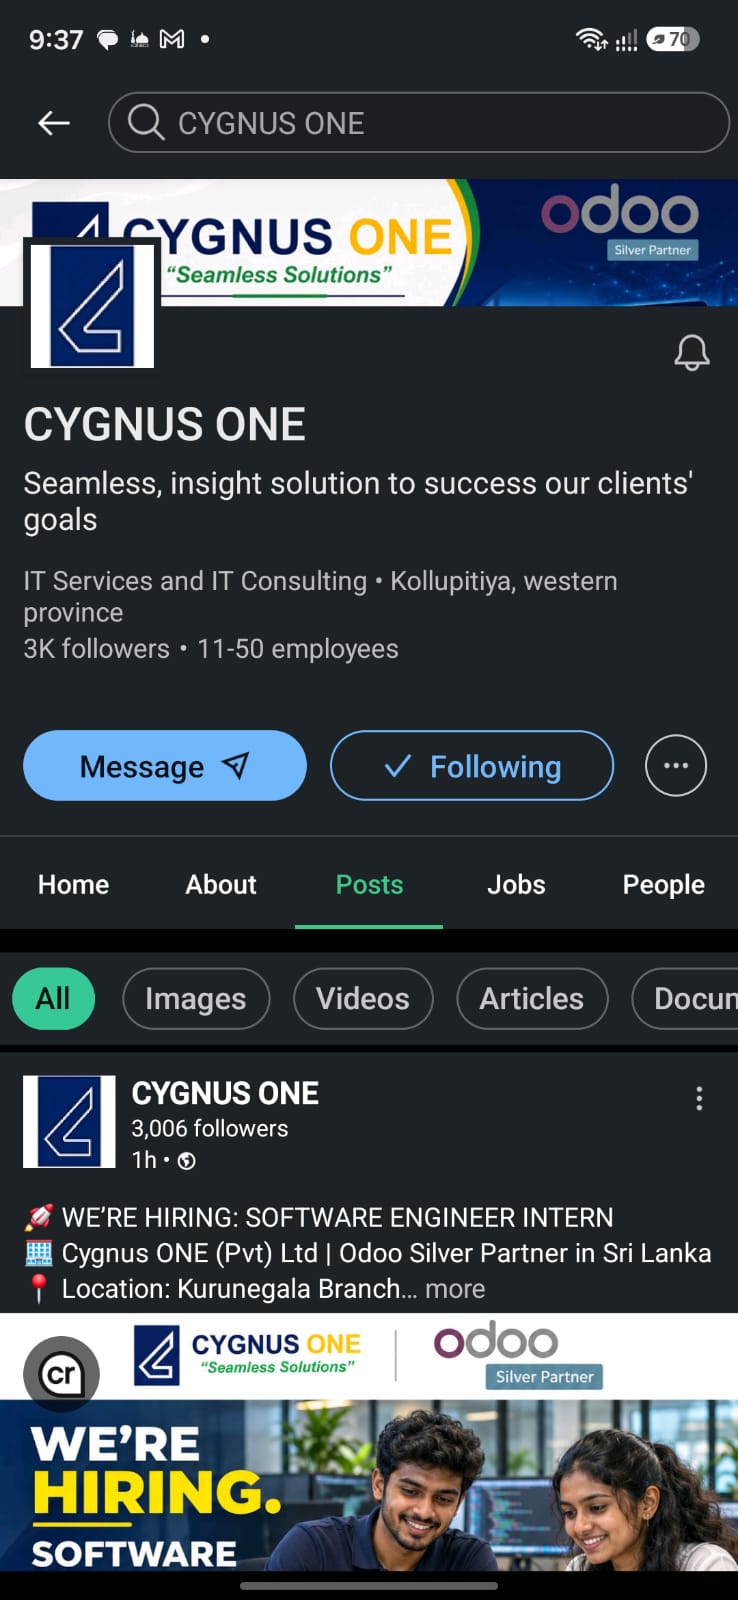 9:37
70
CYGNUS ONE
CYGNUS ONE
"Seamless Solutions"
odoo
Silver Partner
CYGNUS ONE
Seamless, insight solution to success our clients'
goals
IT Services and IT Consulting • Kollupitiya, western
province
3K followers • 11-50 employees
Message
Following
Home About Posts Jobs People
All Images Videos Articles Docum
CYGNUS ONE
3,006 followers
1h •
🚀 WE'RE HIRING: SOFTWARE ENGINEER INTERN
🏢 Cygnus ONE (Pvt) Ltd | Odoo Silver Partner in Sri Lanka
📍 Location: Kurunegala Branch... more
cr
CYGNUS ONE
"Seamless Solutions"
odoo
Silver Partner
WE'RE
HIRING.
SOFTWARE